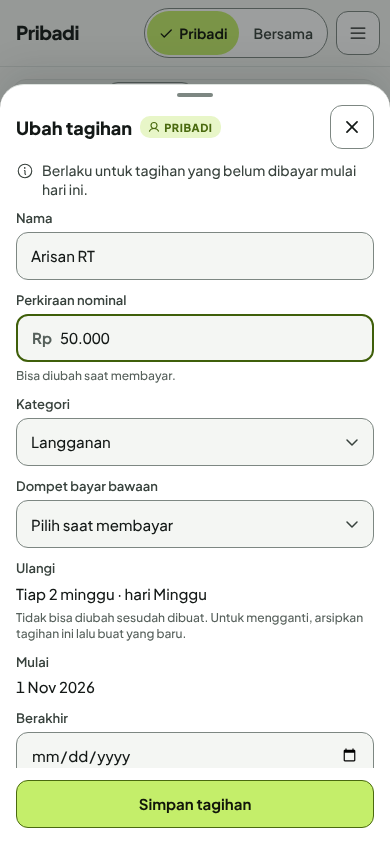 Pribadi
Pribadi
Bersama
Ubah tagihan
PRIBADI
Berlaku untuk tagihan yang belum dibayar mulai
hari ini.
Nama
Arisan RT
Perkiraan nominal
Rp 50.000
Bisa diubah saat membayar.
Kategori
Langganan
Dompet bayar bawaan
Pilih saat membayar
Ulangi
Tiap 2 minggu · hari Minggu
Tidak bisa diubah sesudah dibuat. Untuk mengganti, arsipkan
tagihan ini lalu buat yang baru.
Mulai
1 Nov 2026
Berakhir
mm/dd/yyyy
Simpan tagihan